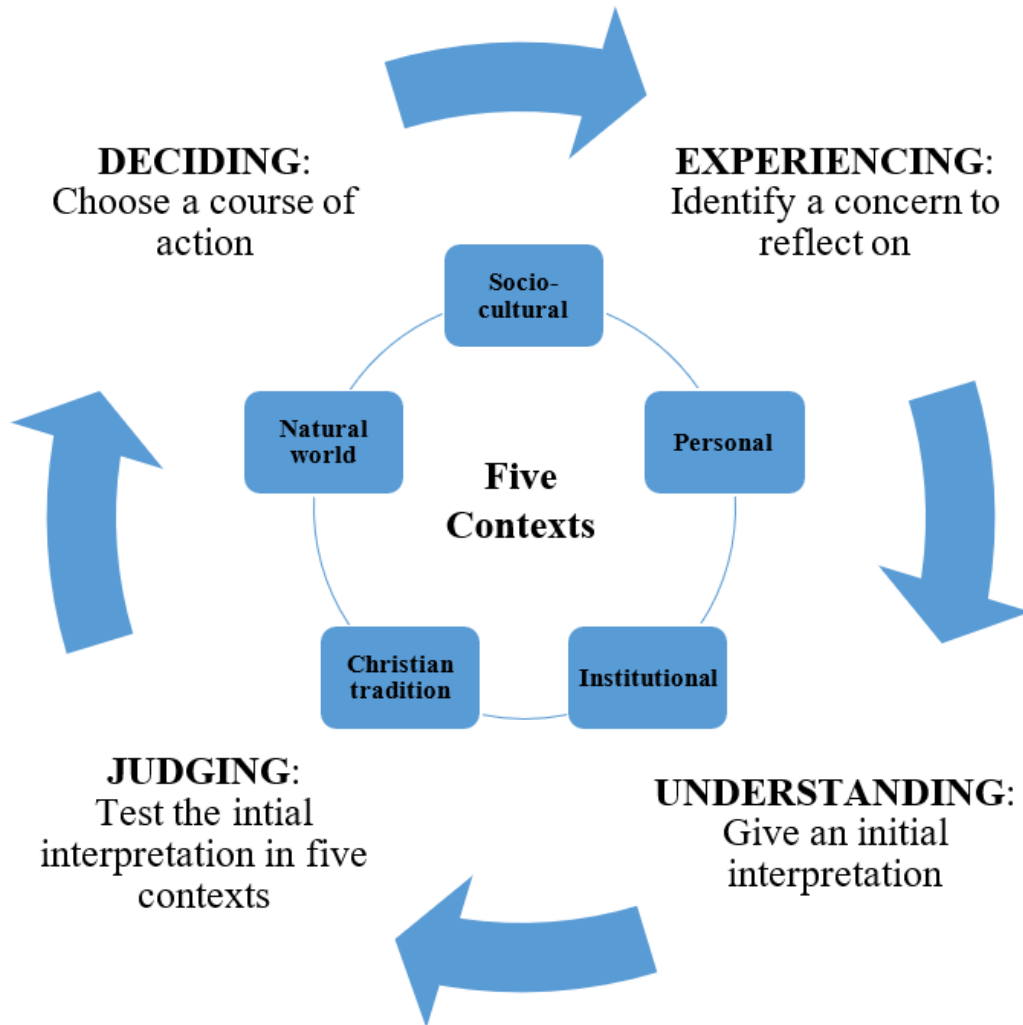 DECIDING:
Choose a course of
action
EXPERIENCING:
Identify a concern to
reflect on
Socio-
cultural
Natural
world
Personal
Five
Contexts
Christian
tradition
Institutional
JUDGING:
Test the intial
interpretation in five
contexts
UNDERSTANDING:
Give an initial
interpretation